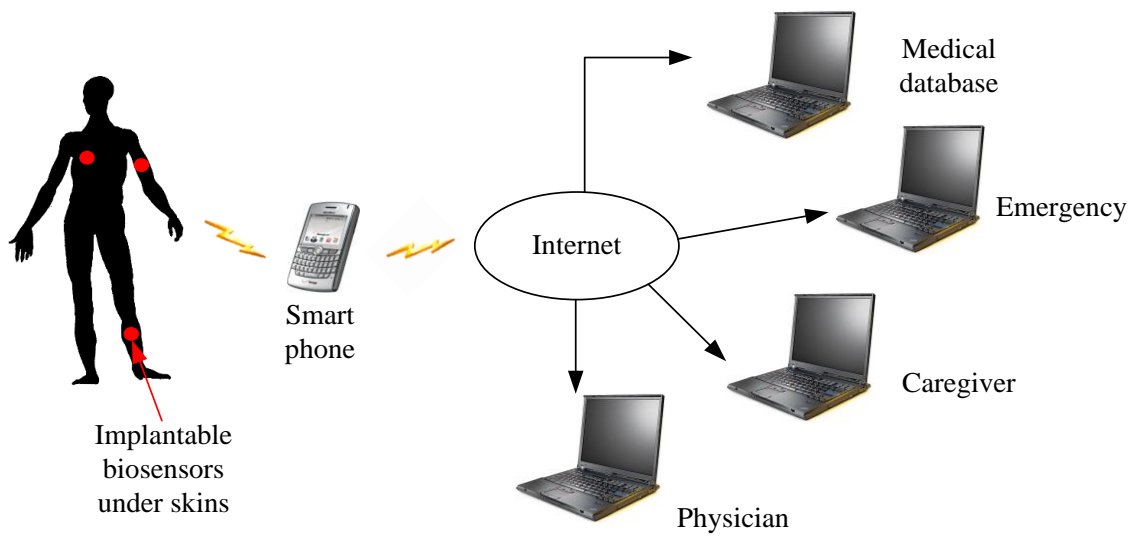 Medical
database
Emergency
Internet
Smart
phone
Caregiver
Implantable
biosensors
under skins
Physician